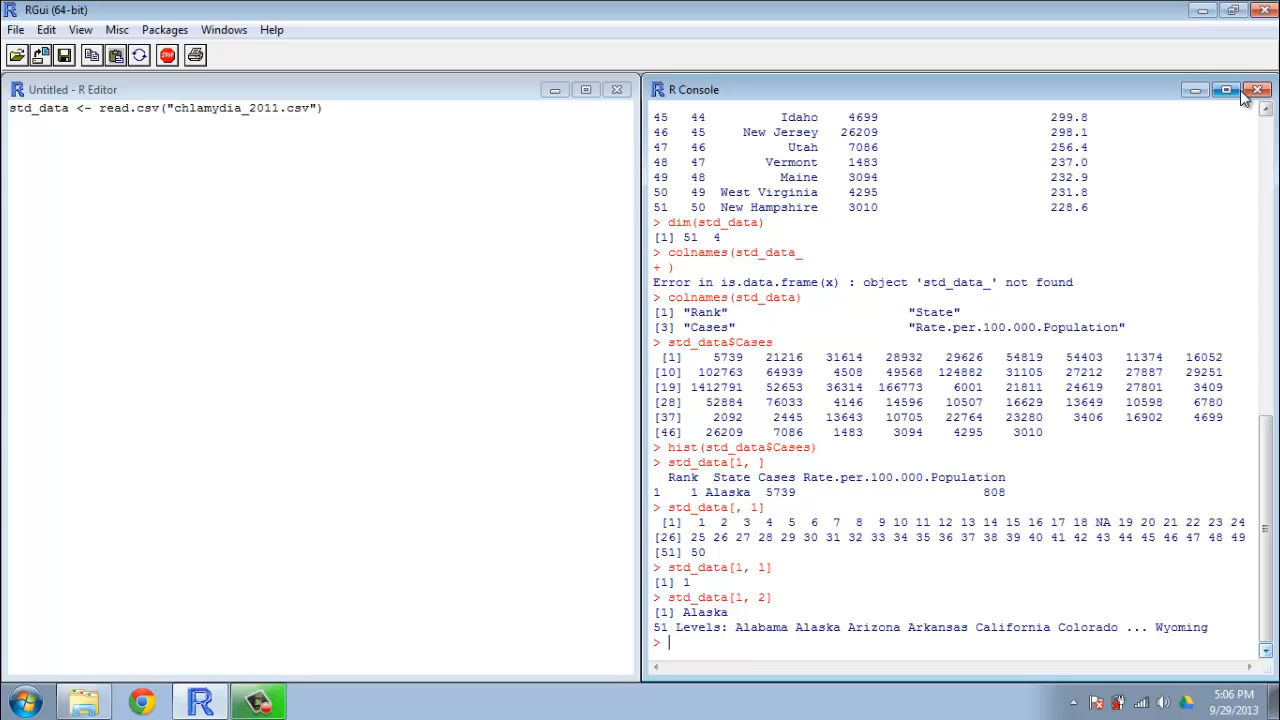 RGui (64-bit)
File Edit View Misc Packages Windows Help
STOP
Untitled - R Editor
std_data <- read.csv("chlamydia_2011.csv")
R Console
45 44 Idaho 4699 299.8
46 45 New Jersey 26209 298.1
47 46 Utah 7086 256.4
48 47 Vermont 1483 237.0
49 48 Maine 3094 232.9
50 49 West Virginia 4295 231.8
51 50 New Hampshire 3010 228.6
> dim(std_data)
[1] 51 4
> colnames(std_data_
+ )
Error in is.data.frame(x) : object 'std_data_' not found
> colnames(std_data)
[1] "Rank" "State"
[3] "Cases" "Rate.per.100.000.Population"
> std_data$Cases
[1] 5739 21216 31614 28932 29626 54819 54403 11374 16052
[10] 102763 64939 4508 49568 124882 31105 27212 27887 29251
[19] 1412791 52653 36314 166773 6001 21811 24619 27801 3409
[28] 52884 76033 4146 14596 10507 16629 13649 10598 6780
[37] 2092 2445 13643 10705 22764 23280 3406 16902 4699
[46] 26209 7086 1483 3094 4295 3010
> hist(std_data$Cases)
> std_data[1, ]
Rank State Cases Rate.per.100.000.Population
1 1 Alaska 5739 808
> std_data[, 1]
[1] 1 2 3 4 5 6 7 8 9 10 11 12 13 14 15 16 17 18 NA 19 20 21 22 23 24
[26] 25 26 27 28 29 30 31 32 33 34 35 36 37 38 39 40 41 42 43 44 45 46 47 48 49
[51] 50
> std_data[1, 1]
[1] 1
> std_data[1, 2]
[1] Alaska
51 Levels: Alabama Alaska Arizona Arkansas California Colorado ... Wyoming
>
5:06 PM
9/29/2013